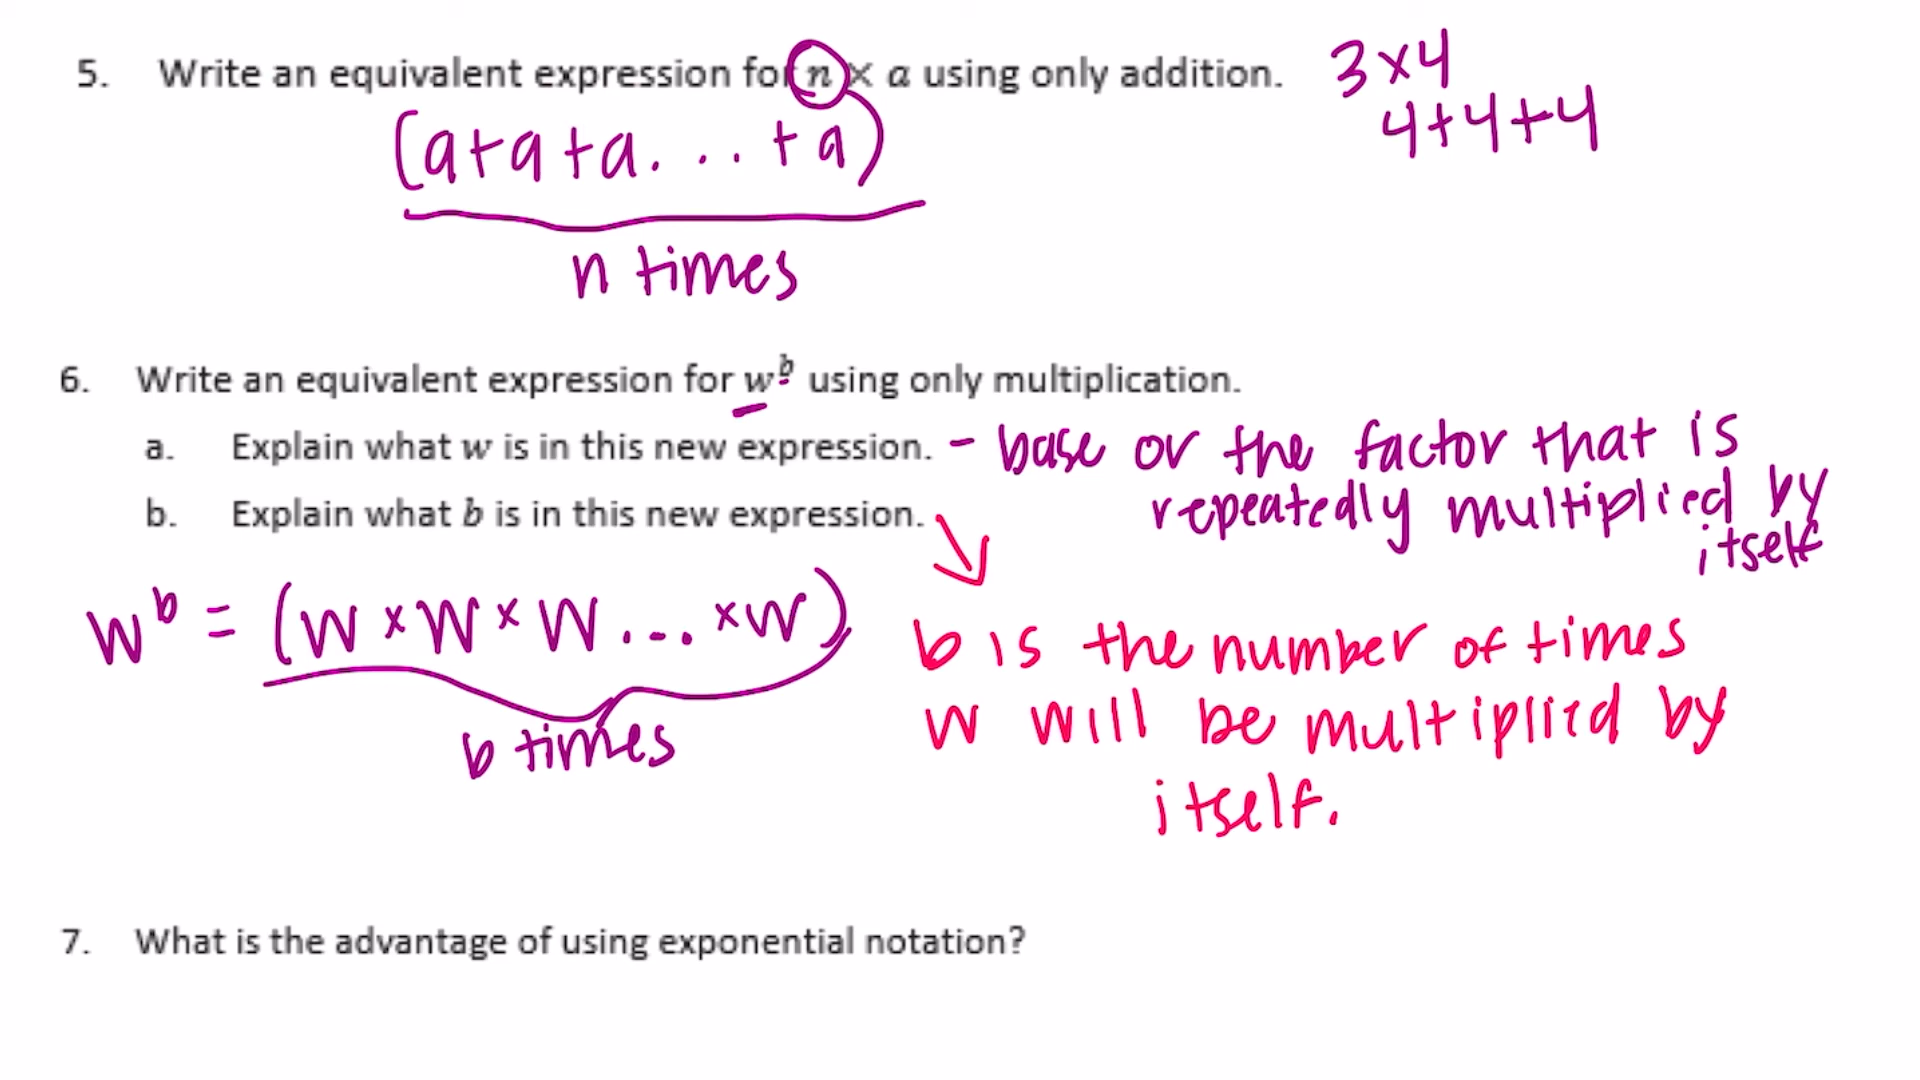 5. Write an equivalent expression for n × a using only addition.
3×4
4+4+4
(a+a+a. ... +a)
n times
6. Write an equivalent expression for w^b using only multiplication.
a. Explain what w is in this new expression. - base or the factor that is
repeatedly multiplied by
itself
b. Explain what b is in this new expression.
w^b = (w×w×w.... ×w)
b times
b is the number of times
w will be multiplied by
itself.
7. What is the advantage of using exponential notation?